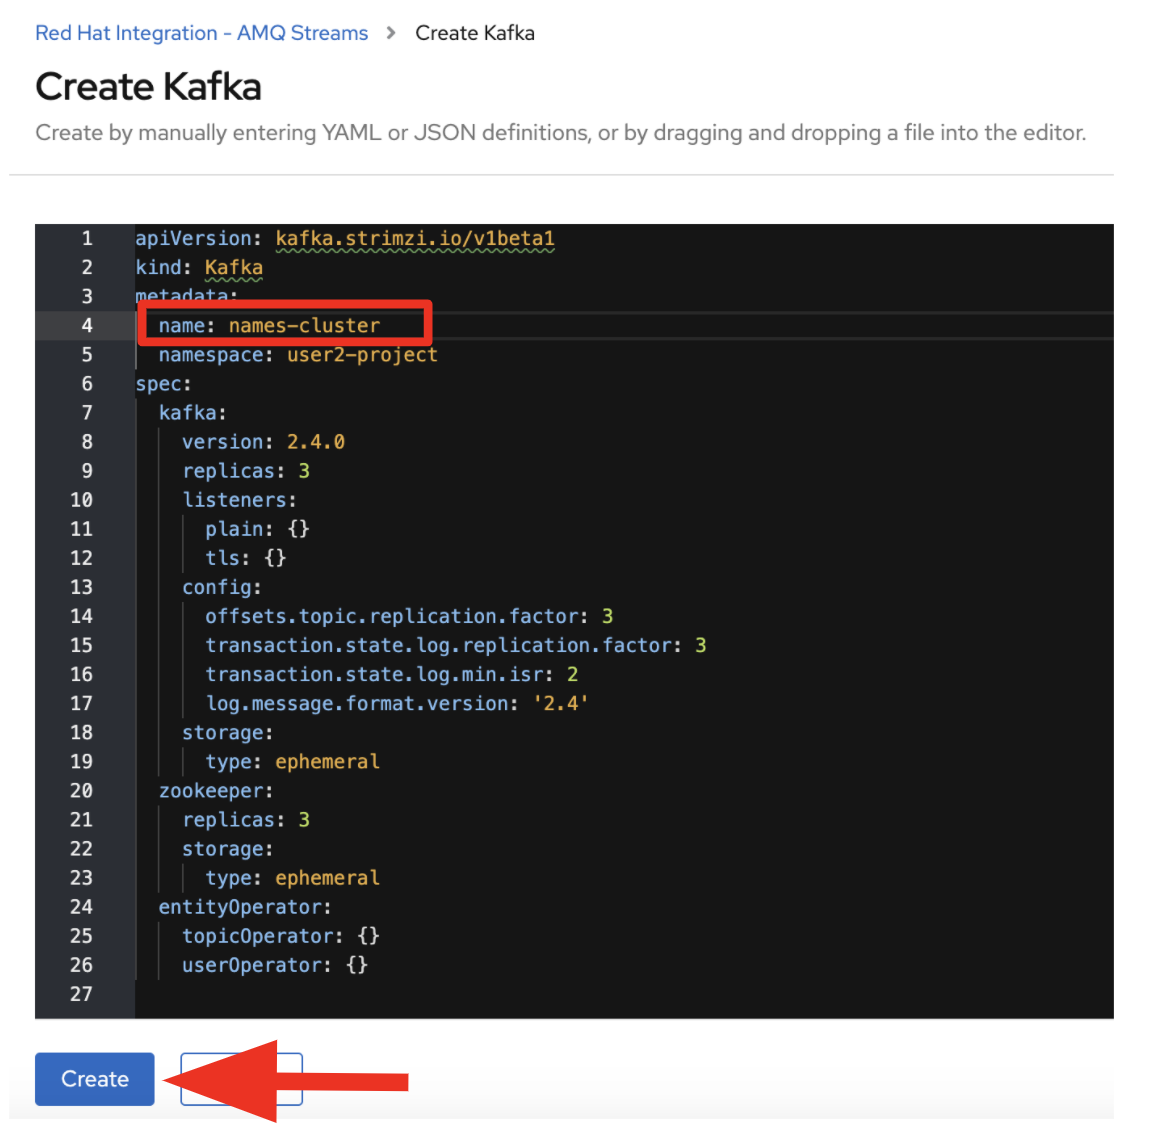 Red Hat Integration - AMQ Streams > Create Kafka
Create Kafka
Create by manually entering YAML or JSON definitions, or by dragging and dropping a file into the editor.
1 apiVersion: kafka.strimzi.io/v1beta1
2 kind: Kafka
3 metadata:
4   name: names-cluster
5   namespace: user2-project
6 spec:
7   kafka:
8     version: 2.4.0
9     replicas: 3
10     listeners:
11       plain: {}
12       tls: {}
13     config:
14       offsets.topic.replication.factor: 3
15       transaction.state.log.replication.factor: 3
16       transaction.state.log.min.isr: 2
17       log.message.format.version: '2.4'
18     storage:
19       type: ephemeral
20   zookeeper:
21     replicas: 3
22     storage:
23       type: ephemeral
24   entityOperator:
25     topicOperator: {}
26     userOperator: {}
27
Create